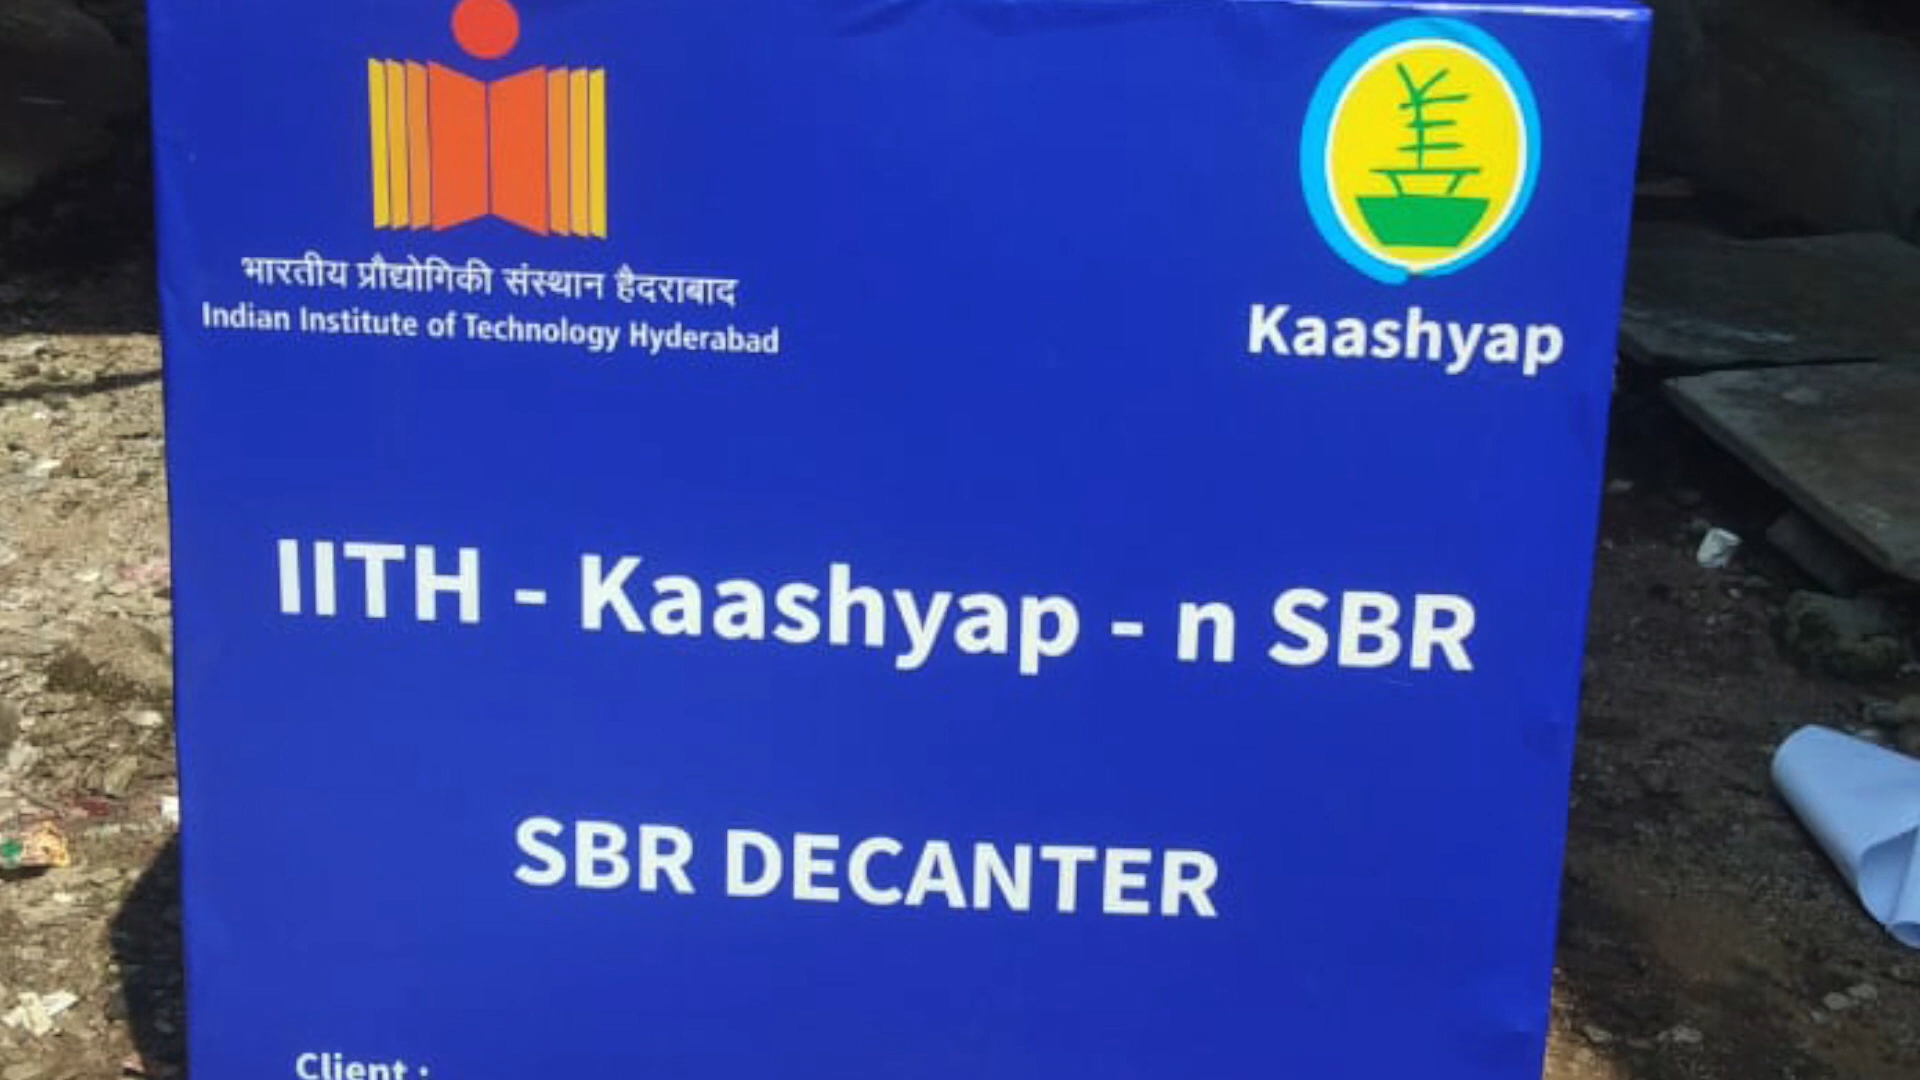 भारतीय प्रौद्योगिकी संस्थान हैदराबाद
Indian Institute of Technology Hyderabad
Kaashyap
IITH - Kaashyap - n SBR
SBR DECANTER
Client :